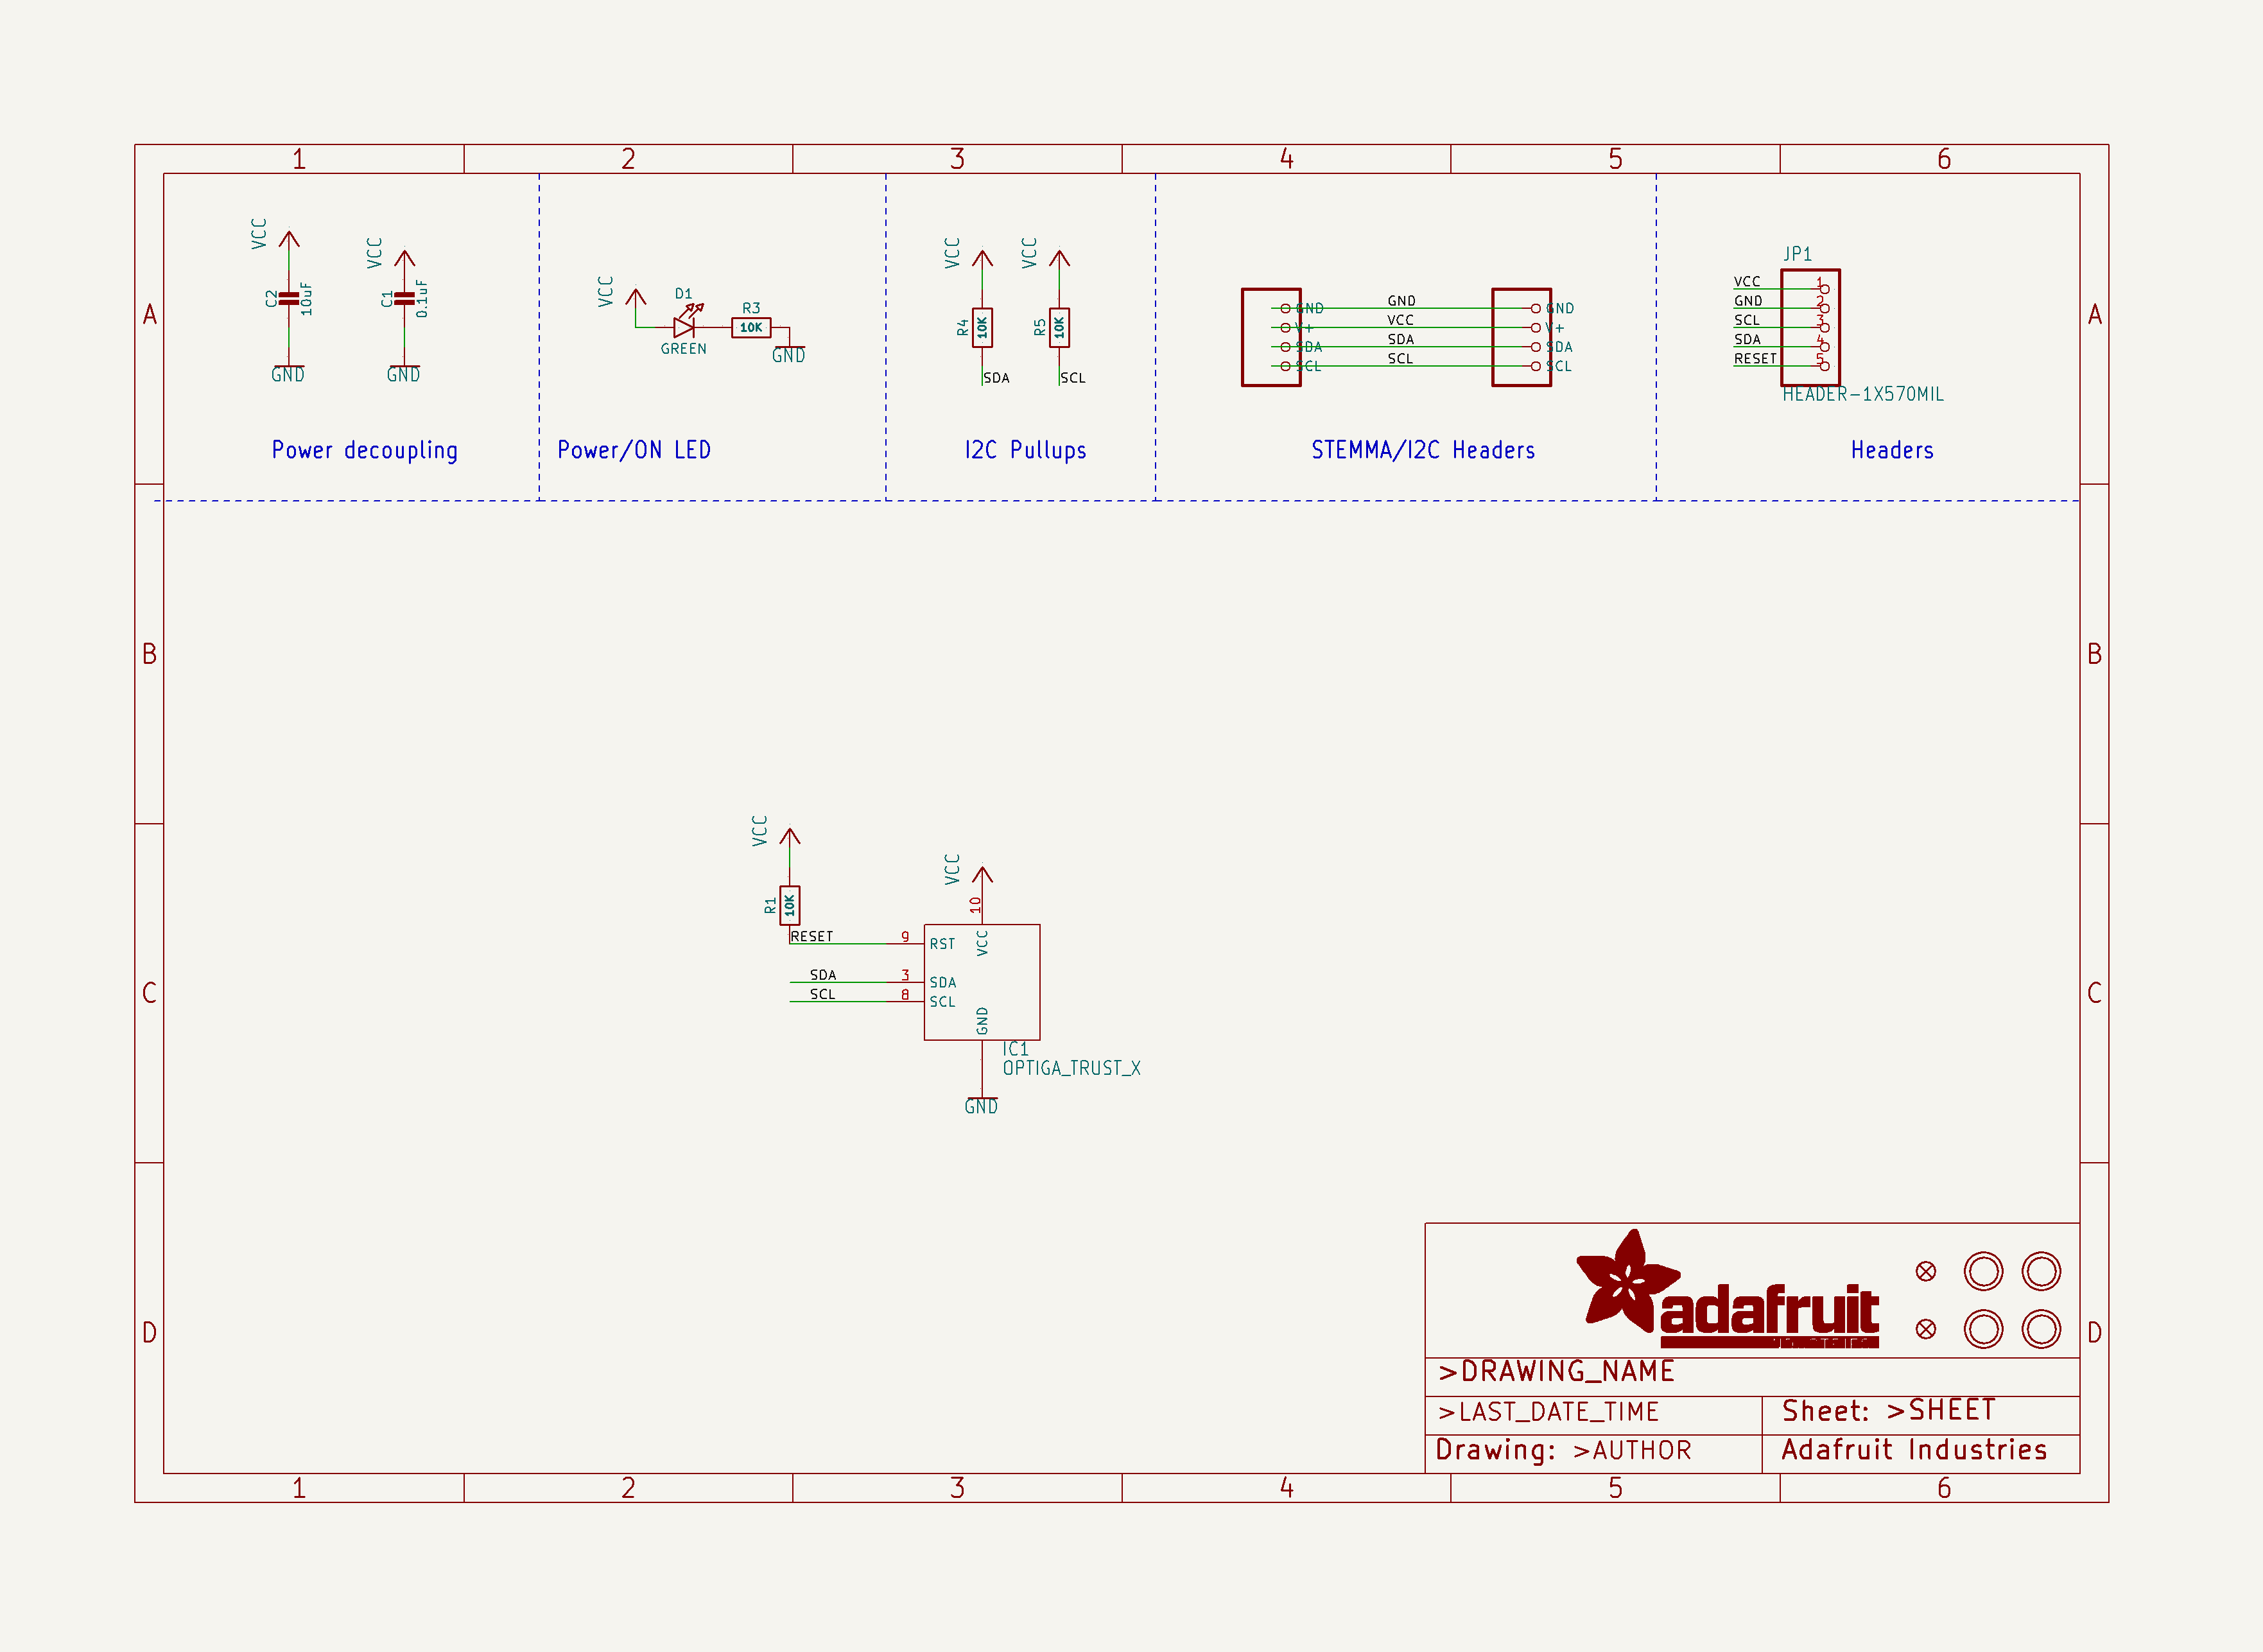 1 2 3 4 5 6
A A
VCC
C2
10uF
GND
VCC
C1
0.1uF
GND
Power decoupling
VCC
D1
GREEN
R3
10K
GND
Power/ON LED
VCC
R4
10K
SDA
VCC
R5
10K
SCL
I2C Pullups
GND GND GND
V+ VCC V+
SDA SDA SDA
SCL SCL SCL
STEMMA/I2C Headers
JP1
VCC 1
GND 2
SCL 3
SDA 4
RESET 5
HEADER-1X570MIL
Headers
B B
VCC
R1
10K
VCC
10
RESET 9 RST VCC
SDA 3 SDA
SCL 8 SCL
GND
IC1
OPTIGA_TRUST_X
GND
C C
adafruit
D D
>DRAWING_NAME
>LAST_DATE_TIME Sheet: >SHEET
Drawing: >AUTHOR Adafruit Industries
1 2 3 4 5 6